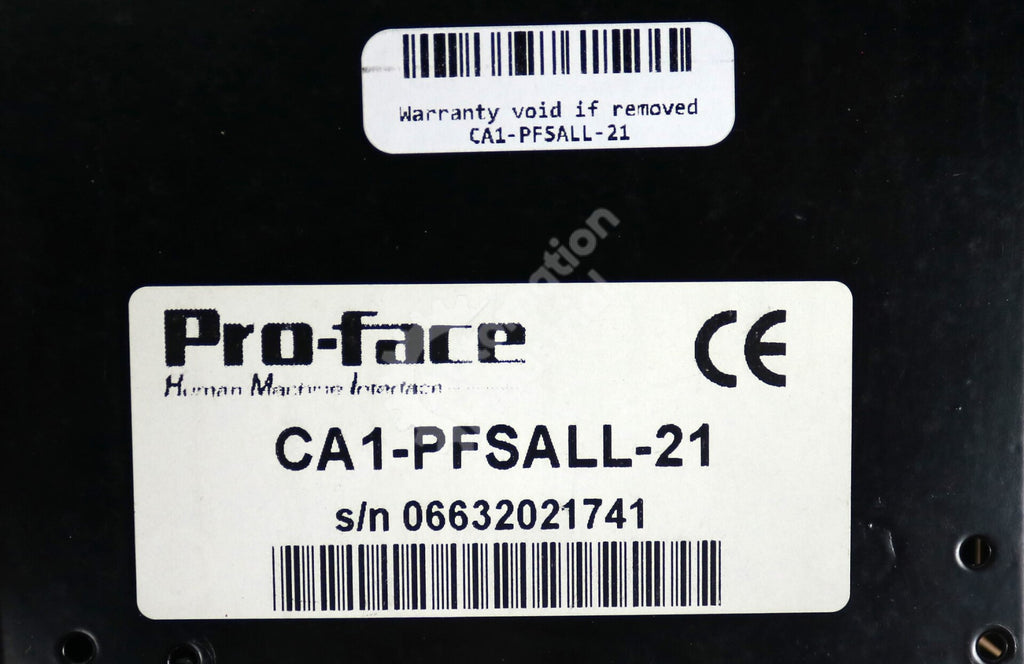 Warranty void if removed
CA1-PFSALL-21
Pro-face
Human Machine Interface
CE
CA1-PFSALL-21
s/n 06632021741